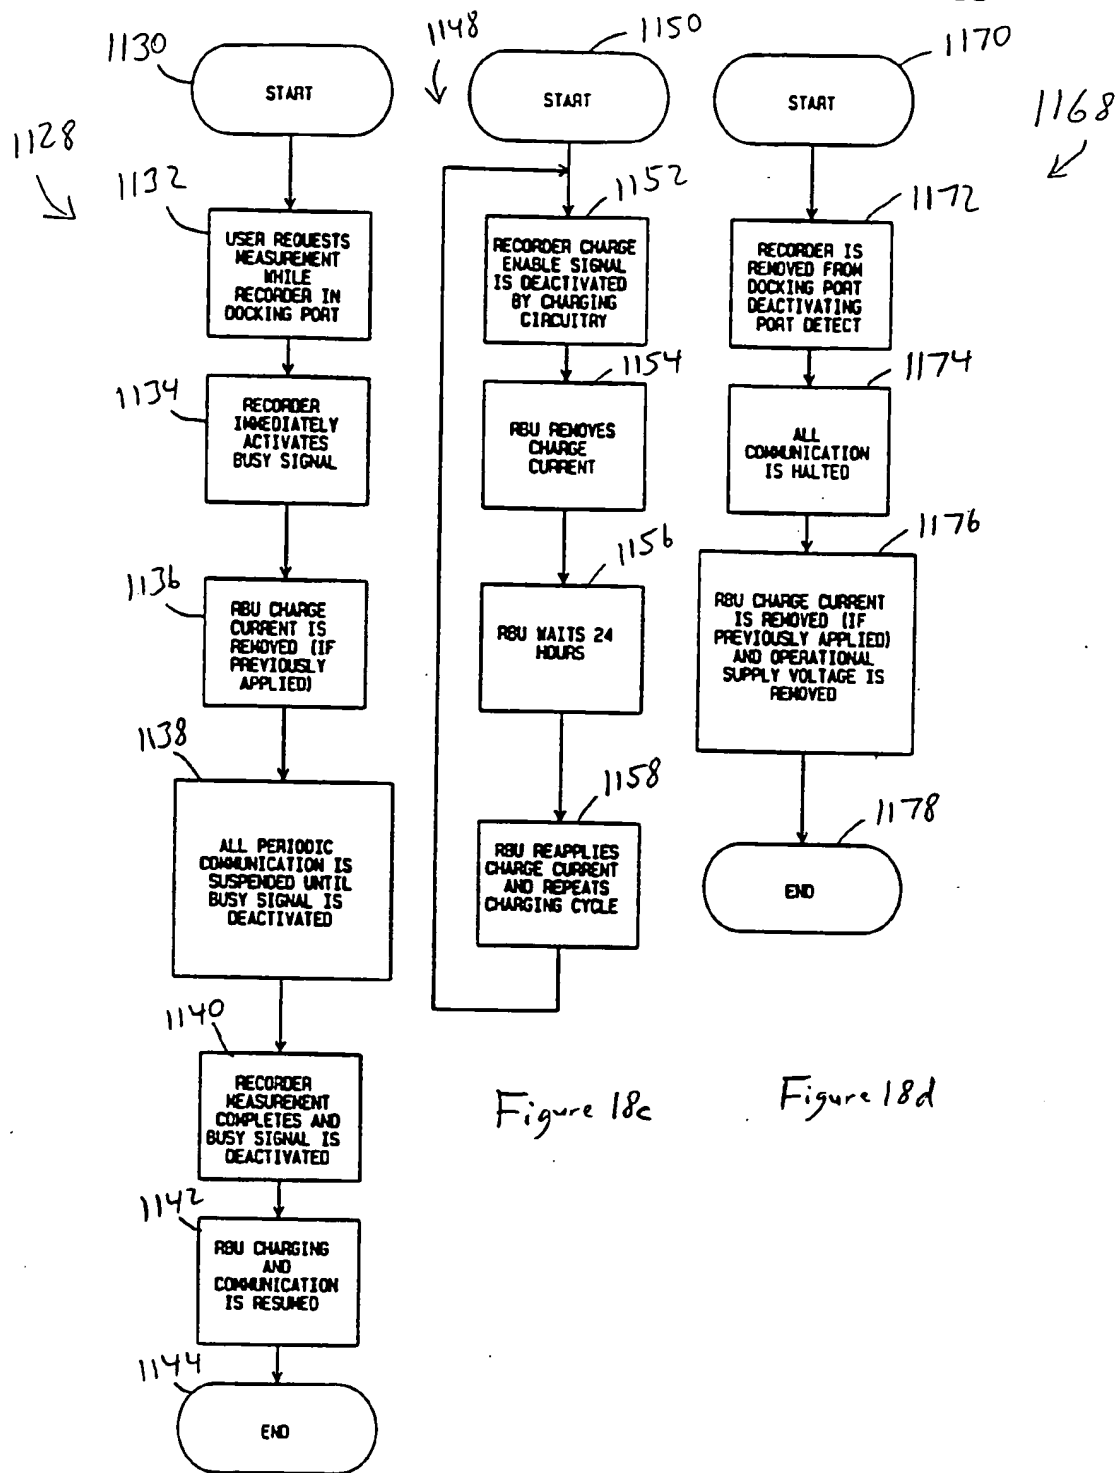 1128
1130
START
1132
USER REQUESTS
MEASUREMENT
WHILE
RECORDER IN
DOCKING PORT
1134
RECORDER
IMMEDIATELY
ACTIVATES
BUSY SIGNAL
1136
RBU CHARGE
CURRENT IS
REMOVED (IF
PREVIOUSLY
APPLIED)
1138
ALL PERIODIC
COMMUNICATION IS
SUSPENDED UNTIL
BUSY SIGNAL IS
DEACTIVATED
1140
RECORDER
MEASUREMENT
COMPLETES AND
BUSY SIGNAL IS
DEACTIVATED
1142
RBU CHARGING
AND
COMMUNICATION
IS RESUMED
1144
END
1148
1150
START
1152
RECORDER CHARGE
ENABLE SIGNAL
IS DEACTIVATED
BY CHARGING
CIRCUITRY
1154
RBU REMOVES
CHARGE
CURRENT
1156
RBU WAITS 24
HOURS
1158
RBU REAPPLIES
CHARGE CURRENT
AND REPEATS
CHARGING CYCLE
Figure 18c
1168
1170
START
1172
RECORDER IS
REMOVED FROM
DOCKING PORT
DEACTIVATING
PORT DETECT
1174
ALL
COMMUNICATION
IS HALTED
1176
RBU CHARGE CURRENT
IS REMOVED (IF
PREVIOUSLY APPLIED)
AND OPERATIONAL
SUPPLY VOLTAGE IS
REMOVED
1178
END
Figure 18d